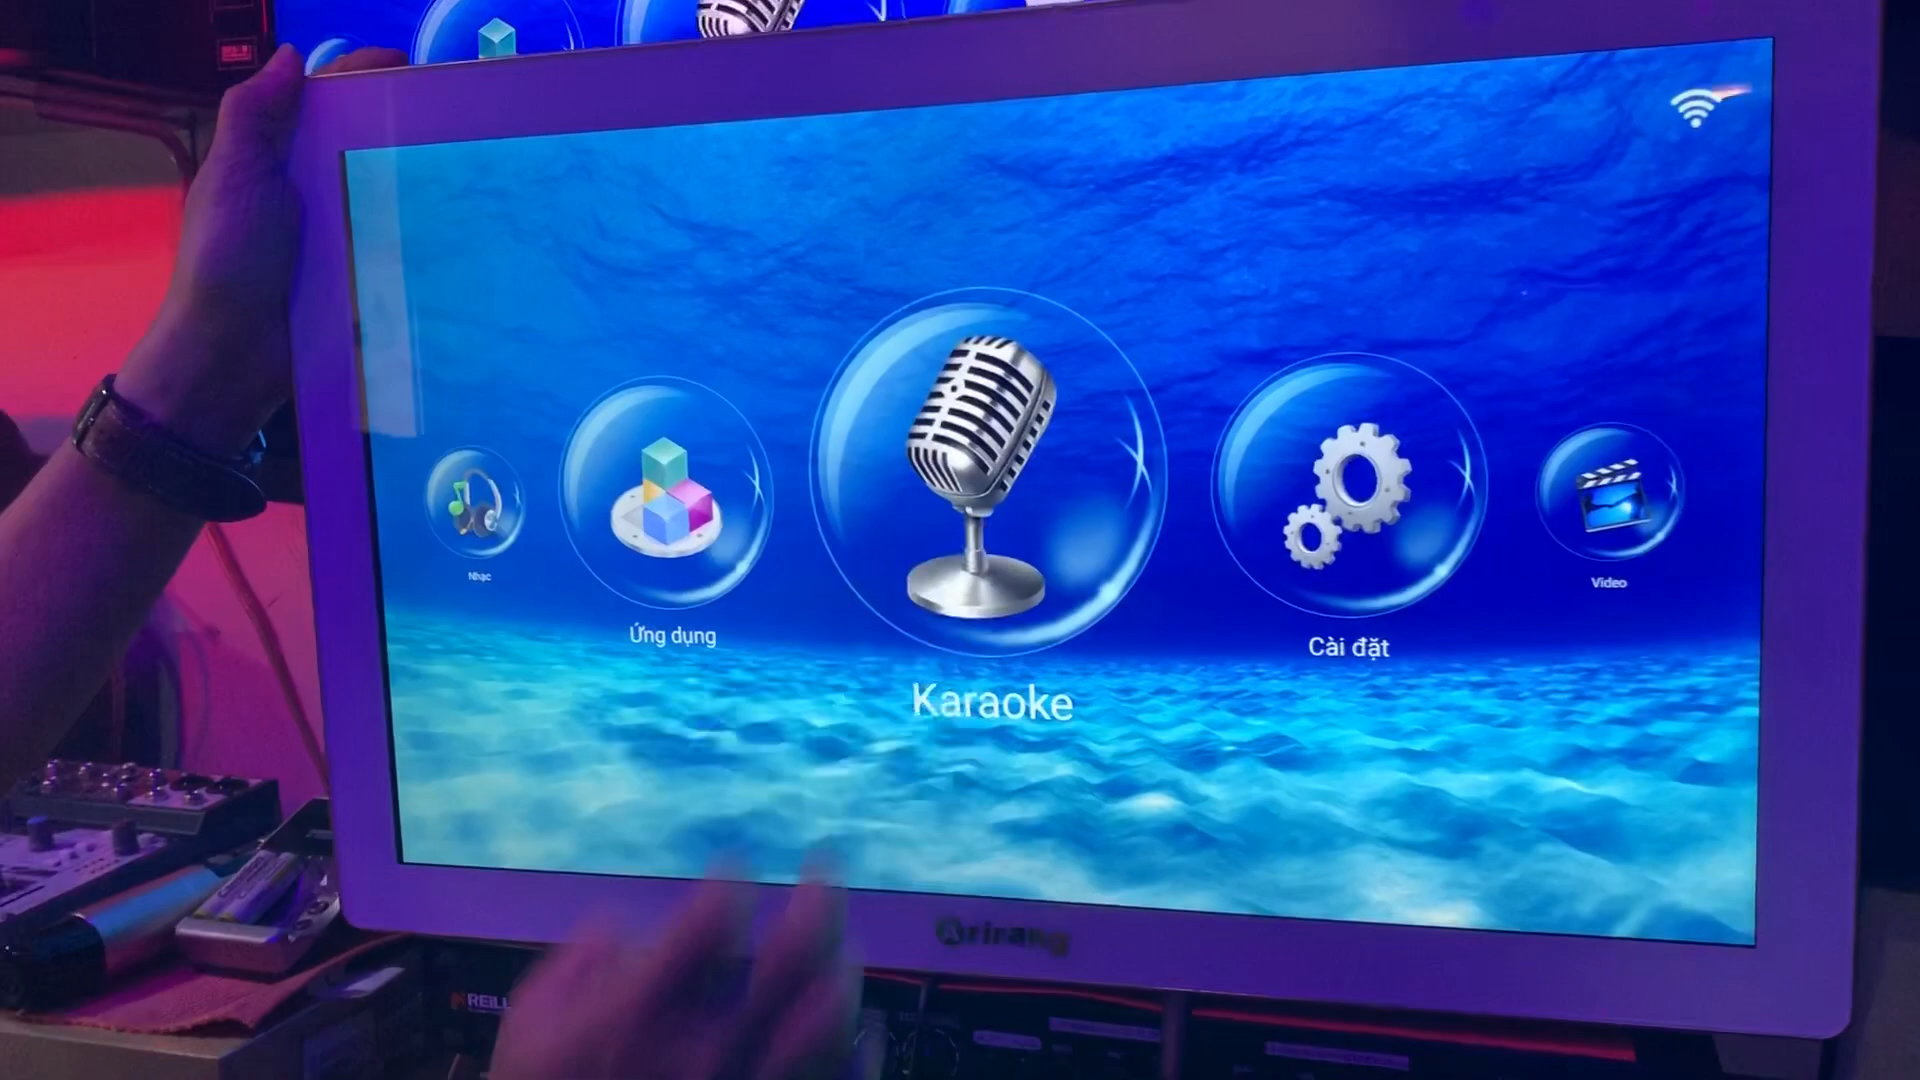 Nhạc
Ứng dụng
Karaoke
Cài đặt
Video
Arirang